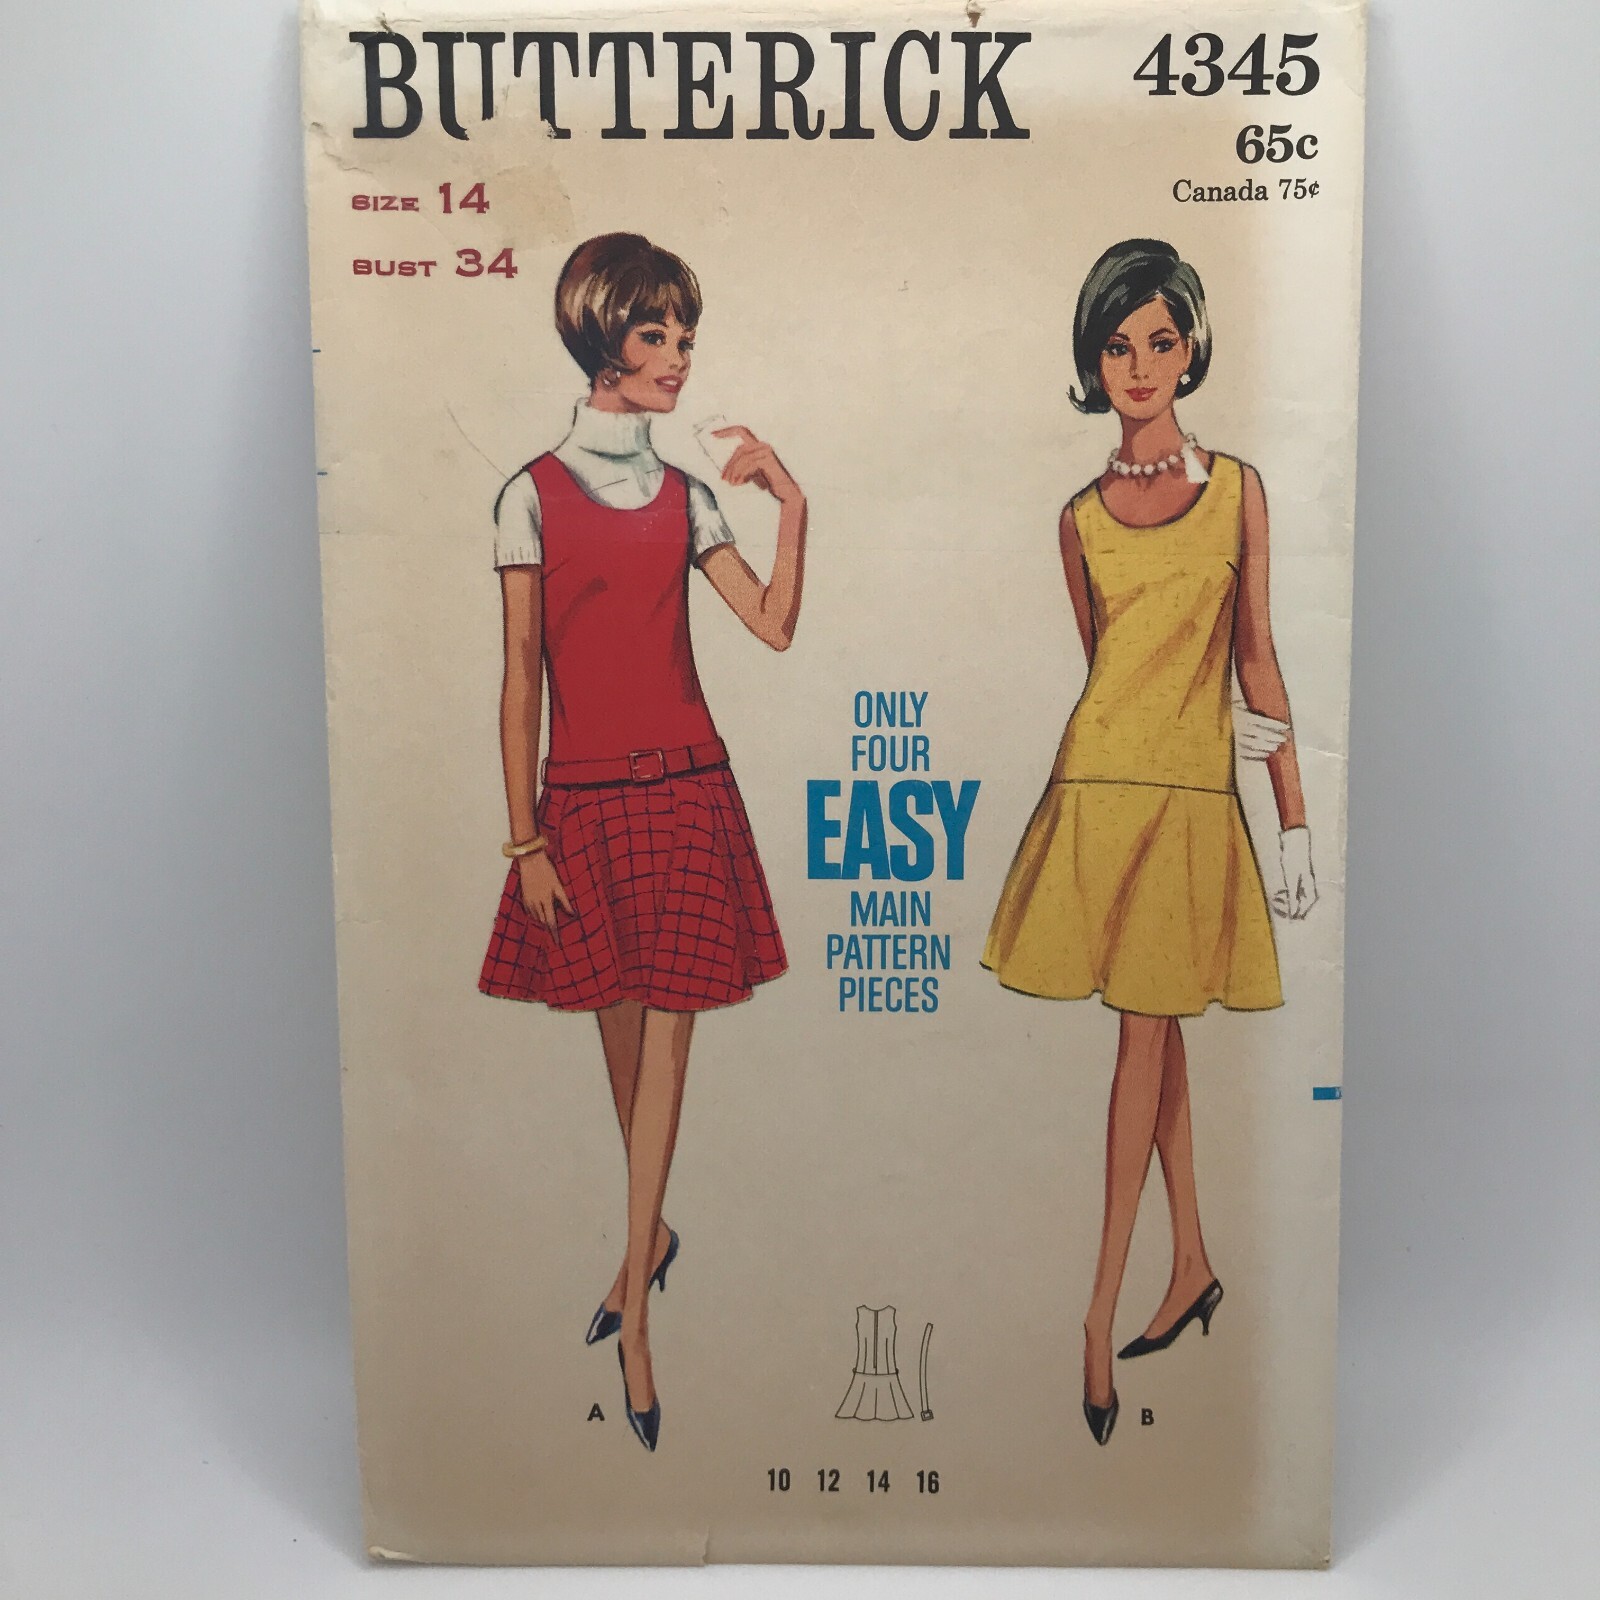 BUTTERICK
4345
65c
Canada 75¢
SIZE 14
BUST 34
ONLY
FOUR
EASY
MAIN
PATTERN
PIECES
A
B
10 12 14 16